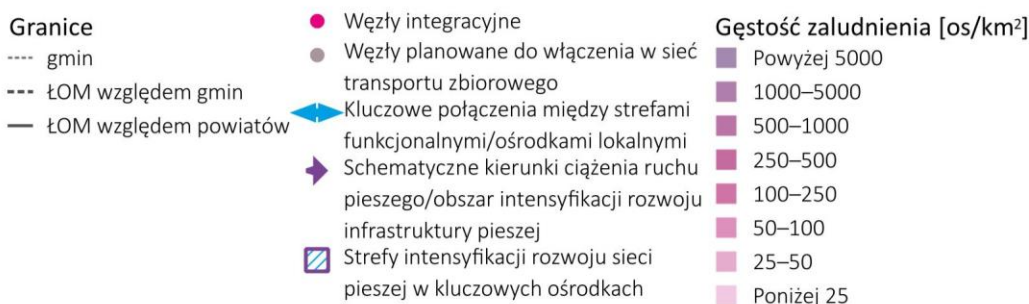 Granice
gmin
ŁOM względem gmin
ŁOM względem powiatów
Węzły integracyjne
Węzły planowane do włączenia w sieć
transportu zbiorowego
Kluczowe połączenia między strefami
funkcjonalnymi/ośrodkami lokalnymi
Schematyczne kierunki ciążenia ruchu
pieszego/obszar intensyfikacji rozwoju
infrastruktury pieszej
Strefy intensyfikacji rozwoju sieci
pieszej w kluczowych ośrodkach
Gęstość zaludnienia [os/km²]
Powyżej 5000
1000–5000
500–1000
250–500
100–250
50–100
25–50
Poniżej 25